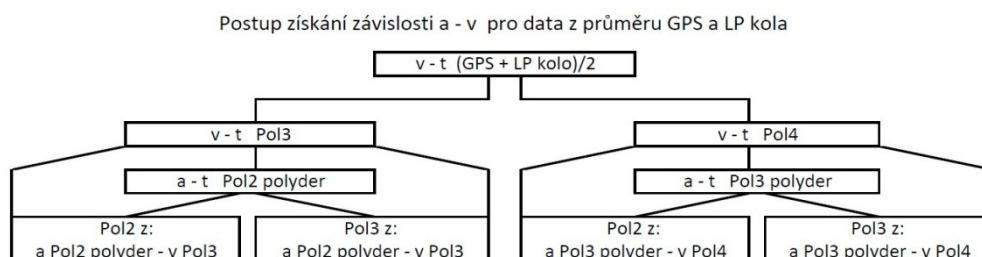 Postup získání závislosti a - v pro data z průměru GPS a LP kola
v - t (GPS + LP kolo)/2
v - t Pol3
v - t Pol4
a - t Pol2 polyder
a - t Pol3 polyder
Pol2 z:
a Pol2 polyder - v Pol3
Pol3 z:
a Pol2 polyder - v Pol3
Pol2 z:
a Pol3 polyder - v Pol4
Pol3 z:
a Pol3 polyder - v Pol4